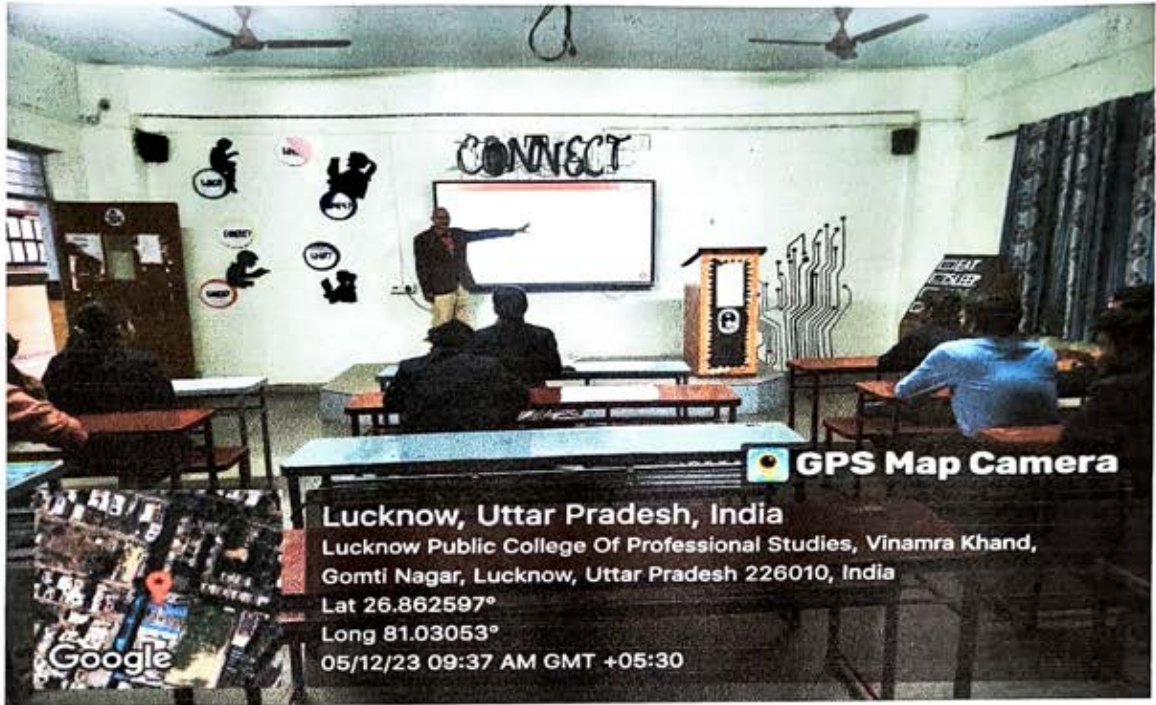 CONNECT
EAT
SLEEP
GPS Map Camera
Lucknow, Uttar Pradesh, India
Lucknow Public College Of Professional Studies, Vinamra Khand,
Gomti Nagar, Lucknow, Uttar Pradesh 226010, India
Lat 26.862597°
Long 81.03053°
05/12/23 09:37 AM GMT +05:30
Google